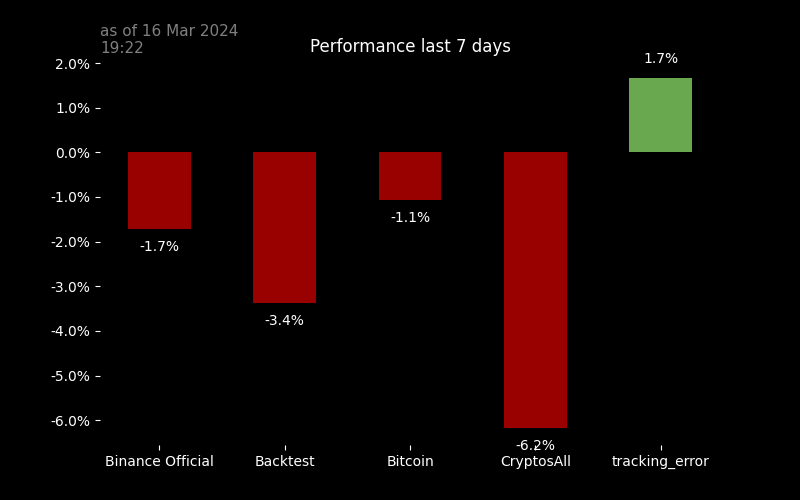 as of 16 Mar 2024
19:22
Performance last 7 days
2.0%
1.0%
0.0%
-1.0%
-2.0%
-3.0%
-4.0%
-5.0%
-6.0%
-1.7%
-3.4%
-1.1%
-6.2%
1.7%
Binance Official
Backtest
Bitcoin
CryptosAll
tracking_error